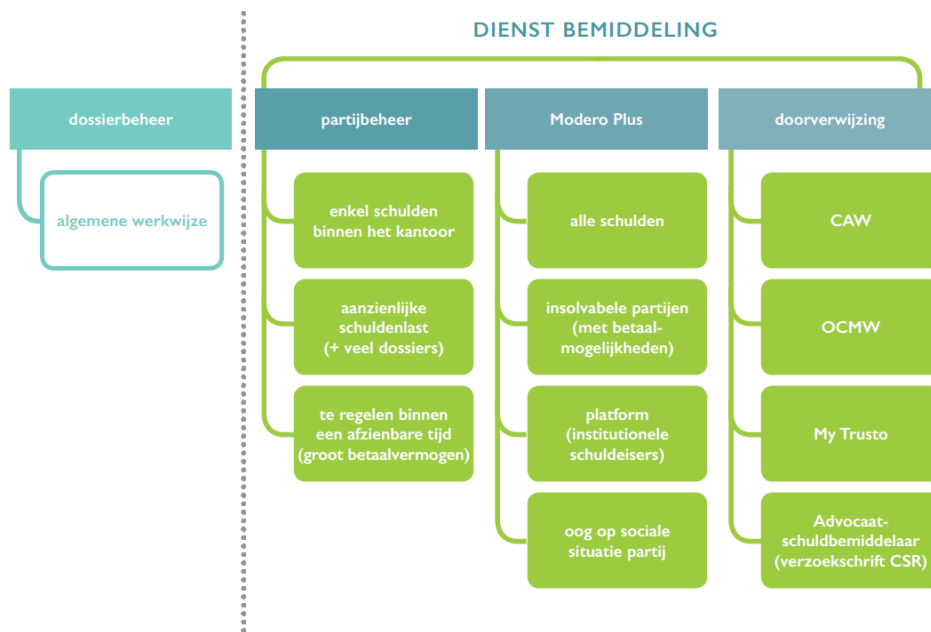 DIENST BEMIDDELING
dossierbeheer
algemene werkwijze
partijbeheer
enkel schulden
binnen het kantoor
aanzienlijke
schuldenlast
(+ veel dossiers)
te regelen binnen
een afzienbare tijd
(groot betaalvermogen)
Modero Plus
alle schulden
insolvabele partijen
(met betaal-
mogelijkheden)
platform
(institutionele
schuldeisers)
oog op sociale
situatie partij
doorverwijzing
CAW
OCMW
My Trusto
Advocaat-
schuldbemiddelaar
(verzoekschrift CSR)